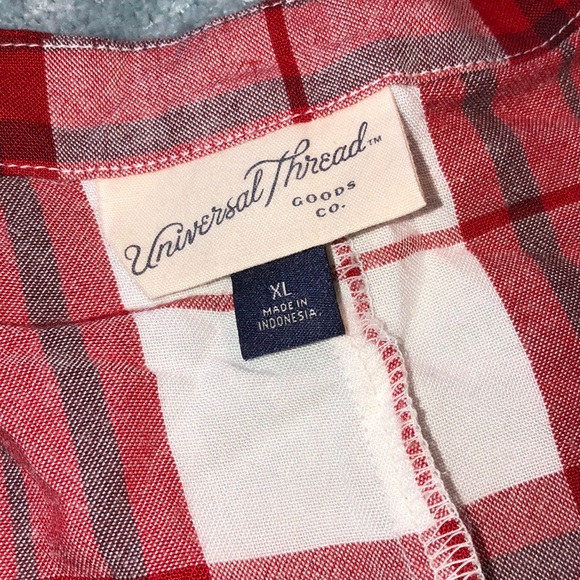 Universal Thread™
GOODS
CO.
XL
MADE IN
INDONESIA.